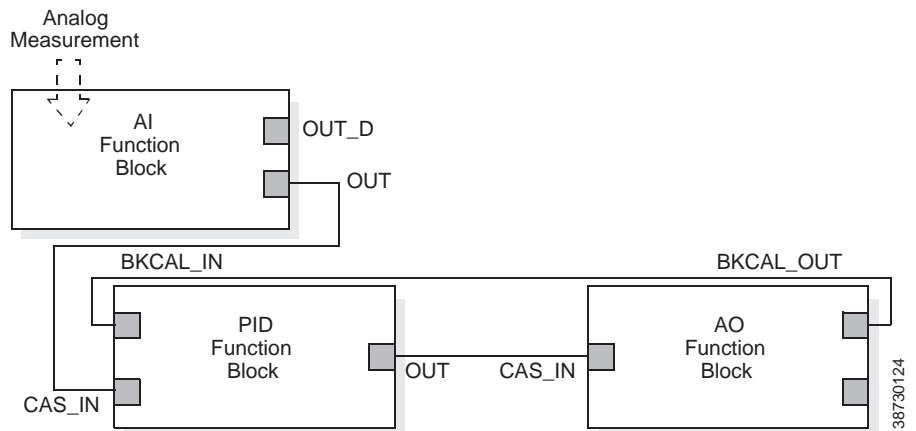 Analog
Measurement
AI
Function
Block
OUT_D
OUT
BKCAL_IN
BKCAL_OUT
PID
Function
Block
AO
Function
Block
OUT
CAS_IN
CAS_IN
38730124